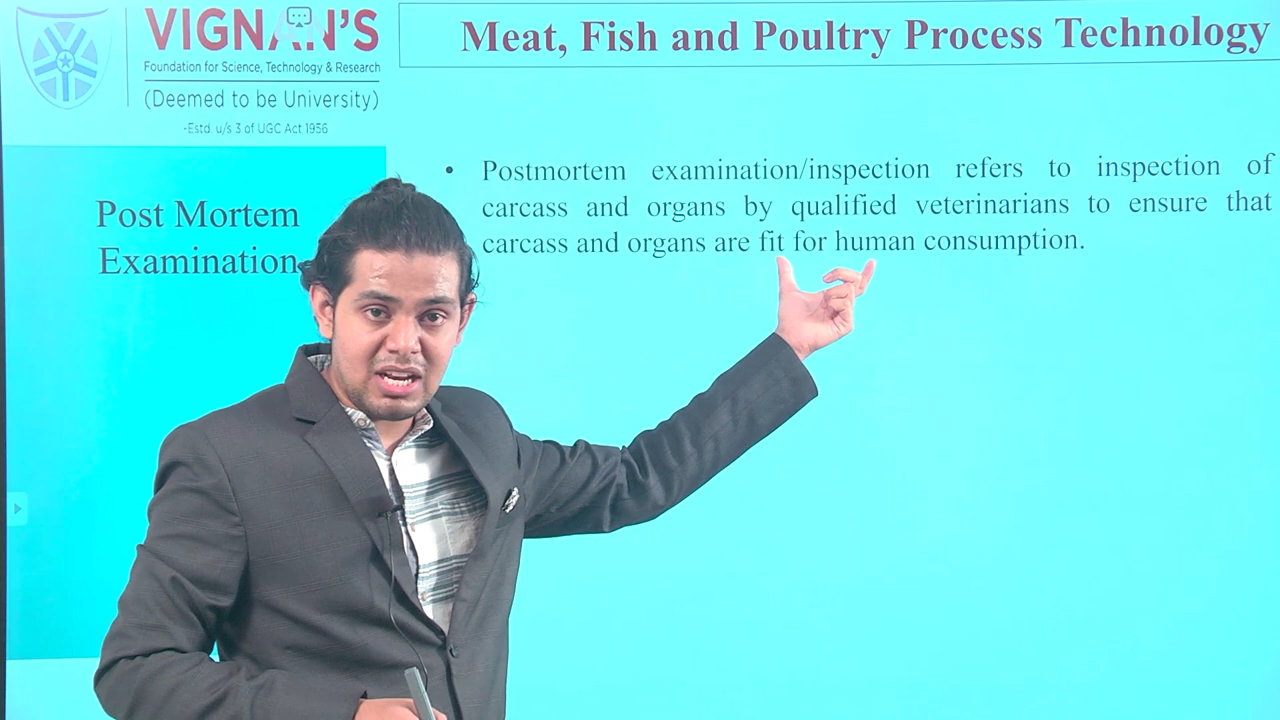 VIGNAN'S
Foundation for Science, Technology & Research
(Deemed to be University)
-Estd. u/s 3 of UGC Act 1956
Meat, Fish and Poultry Process Technology
Post Mortem
Examination
• Postmortem examination/inspection refers to inspection of
carcass and organs by qualified veterinarians to ensure that
carcass and organs are fit for human consumption.